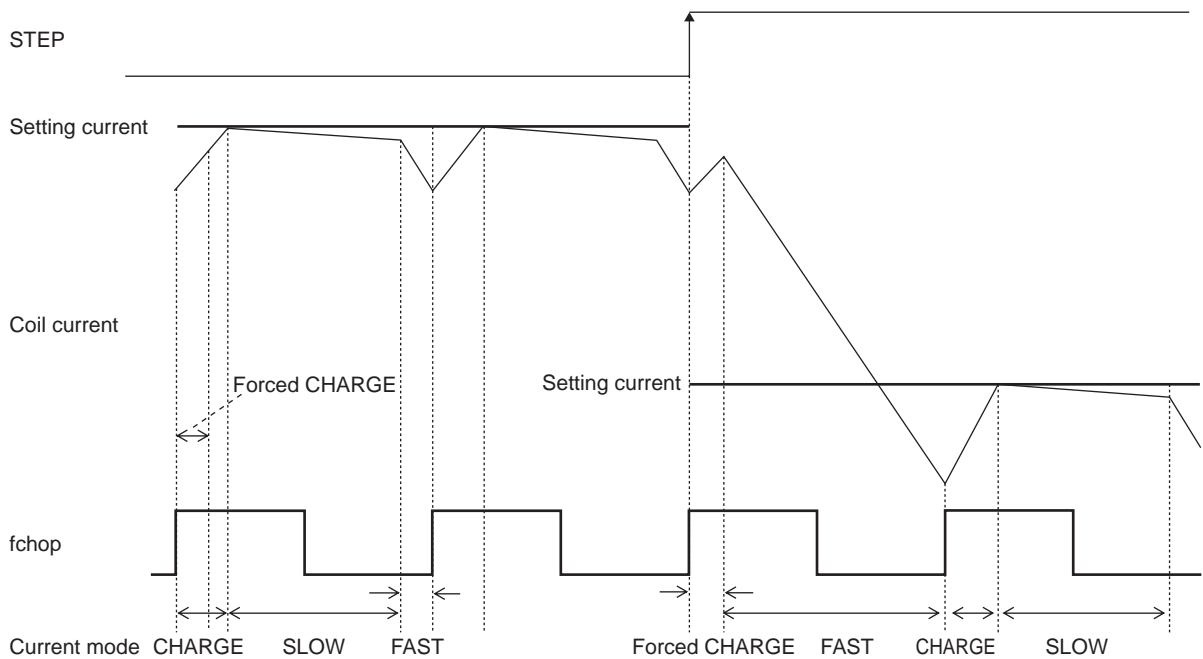 STEP
Setting current
Coil current
Forced CHARGE
Setting current
fchop
Current mode CHARGE SLOW FAST Forced CHARGE FAST CHARGE SLOW